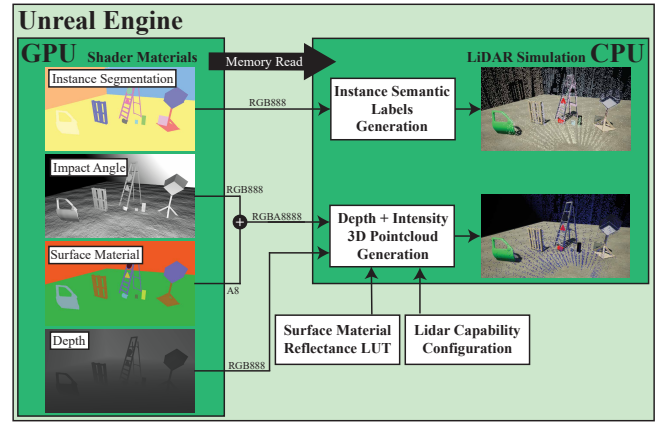 Unreal Engine
GPU Shader Materials
Memory Read
LiDAR Simulation CPU
Instance Segmentation
RGB888
Instance Semantic
Labels
Generation
Impact Angle
RGB888
+
RGBA8888
Depth + Intensity
3D Pointcloud
Generation
Surface Material
A8
Surface Material
Reflectance LUT
Lidar Capability
Configuration
Depth
RGB888